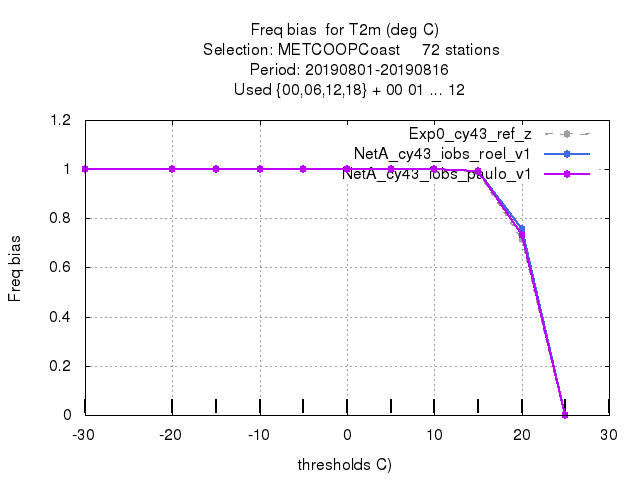 Freq bias  for T2m (deg C)
Selection: METCOOPCoast     72 stations
Period: 20190801-20190816
Used {00,06,12,18} + 00 01 ... 12
1.2
1
0.8
0.6
0.4
0.2
0
Freq bias
Exp0_cy43_ref_z
NetA_cy43_iobs_roel_v1
NetA_cy43_iobs_paulo_v1
-30 -20 -10 0 10 20 30
thresholds C)